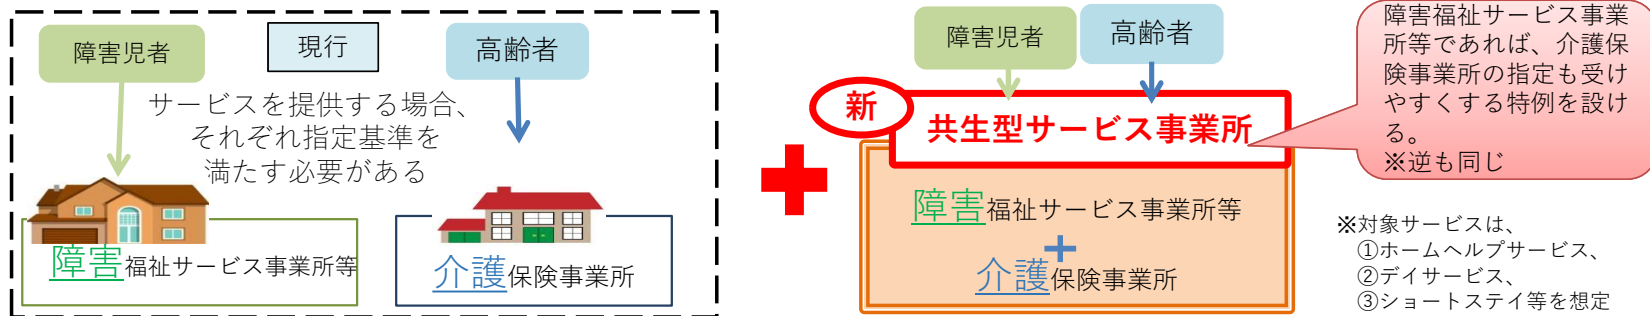 障害児者
現行
高齢者
サービスを提供する場合、
それぞれ指定基準を
満たす必要がある
障害福祉サービス事業所等
介護保険事業所
障害児者
高齢者
新
共生型サービス事業所
障害福祉サービス事業所等
+
介護保険事業所
障害福祉サービス事業
所等であれば、介護保
険事業所の指定も受け
やすくする特例を設け
る。
※逆も同じ
※対象サービスは、
①ホームヘルプサービス、
②デイサービス、
③ショートステイ等を想定